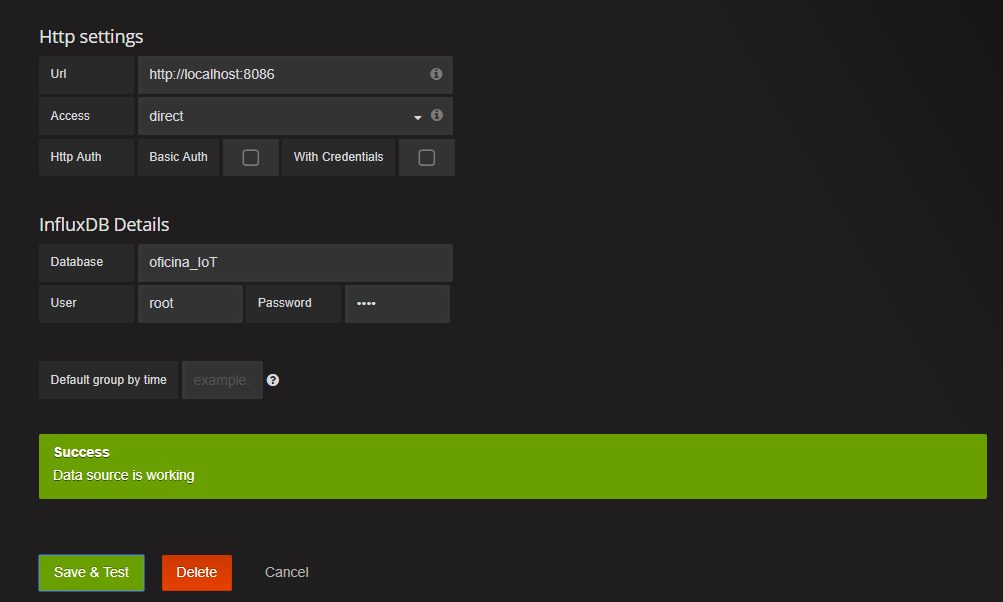 Http settings
Url http://localhost:8086
Access direct
Http Auth Basic Auth With Credentials
InfluxDB Details
Database oficina_IoT
User root Password ••••
Default group by time example:
Success
Data source is working
Save & Test Delete Cancel